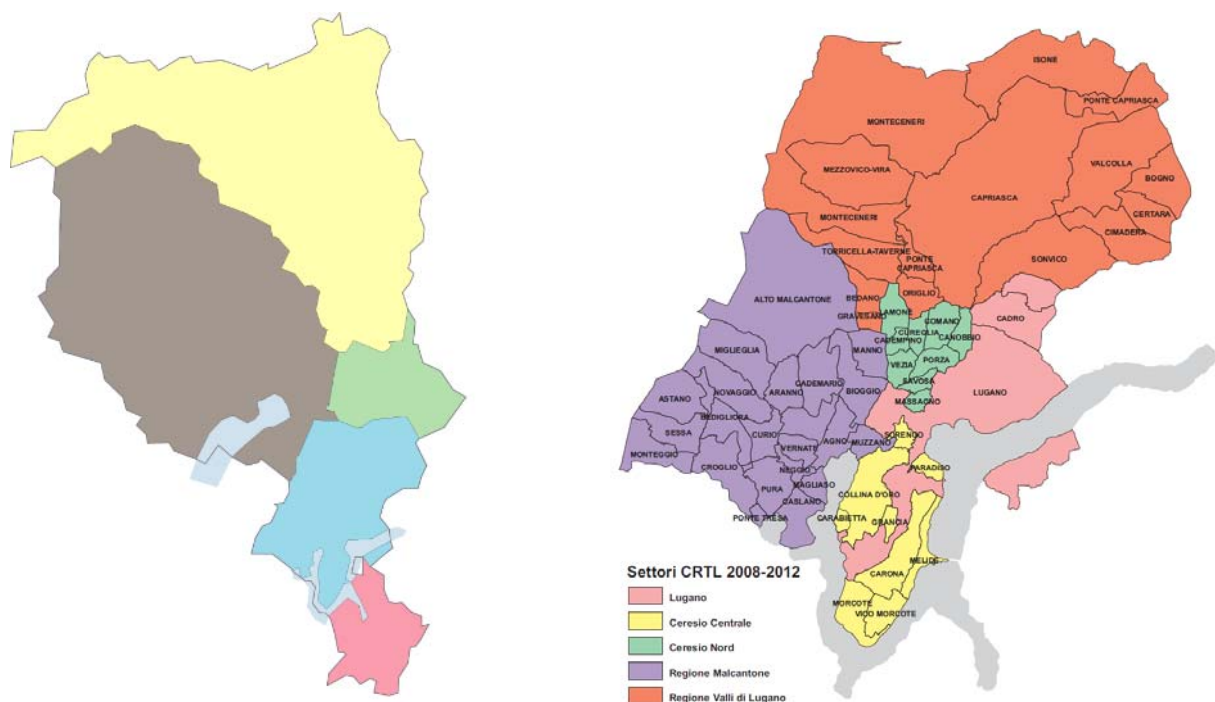 ISONE
PONTE CAPRIASCA
MONTECENERI
VALCOLLA
MEZZOVICO-VIRA
BOGNO
CAPRIASCA
CERTARA
MONTECENERI
CIMADERA
TORRICELLA-TAVERNE
PONTE
CAPRIASCA
SONVICO
ALTO MALCANTONE
BEDANO
ORIGLIO
LAMONE
GRAVESANO
COMANO
CADRO
CUREGLIA
CADEMPINO
CANOBBIO
MIGLIEGLIA
MANNO
VEZIA
PORZA
CADEMARIO
SAVOSA
NOVAGGIO
ARANNO
BIOGGIO
LUGANO
ASTANO
MASSAGNO
BEDIGLIORA
SESSA
CURIO
AGNO
MUZZANO
SORENGO
VERNATE
MONTEGGIO
CROGLIO
NEGGIO
PARADISO
PURA
MAGLIASO
COLLINA D'ORO
CASLANO
PONTE TRESA
CARABIETTA
GRANCIA
MELIDE
CARONA
MORCOTE
VICO MORCOTE
Settori CRTL 2008-2012
Lugano
Ceresio Centrale
Ceresio Nord
Regione Malcantone
Regione Valli di Lugano